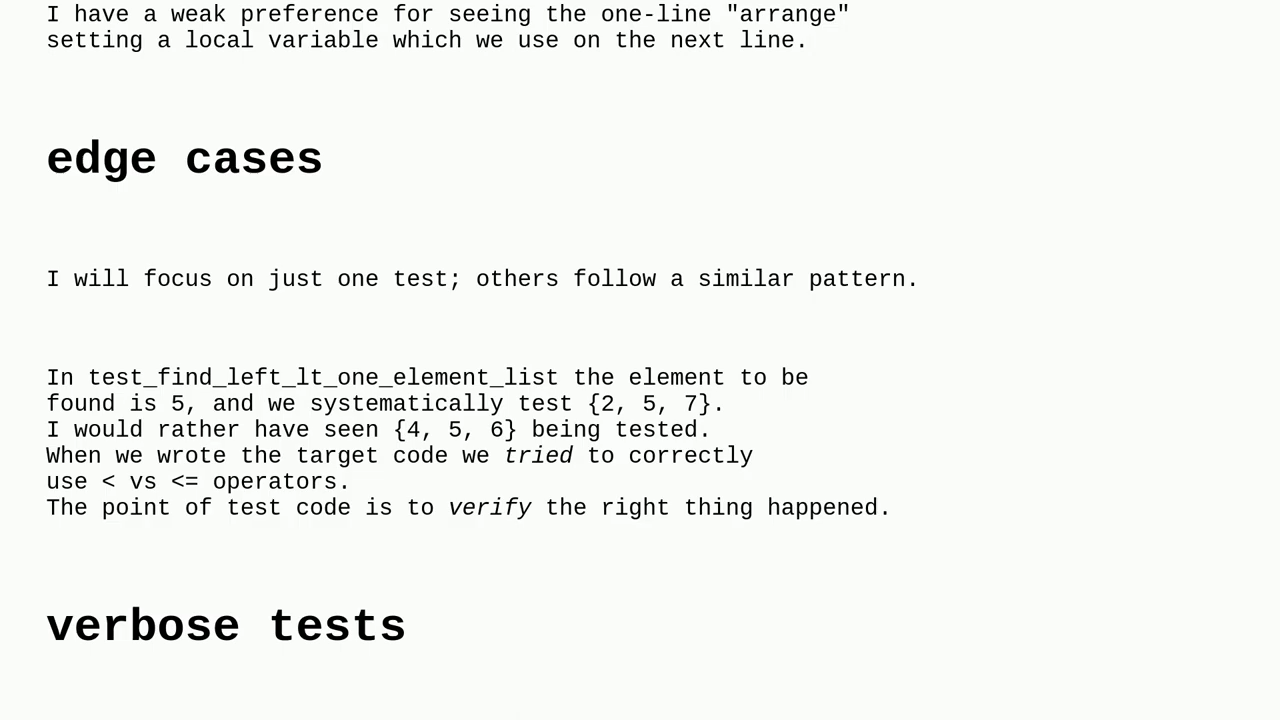 I have a weak preference for seeing the one-line "arrange"
setting a local variable which we use on the next line.
edge cases
I will focus on just one test; others follow a similar pattern.
In test_find_left_lt_one_element_list the element to be
found is 5, and we systematically test {2, 5, 7}.
I would rather have seen {4, 5, 6} being tested.
When we wrote the target code we tried to correctly
use < vs <= operators.
The point of test code is to verify the right thing happened.
verbose tests